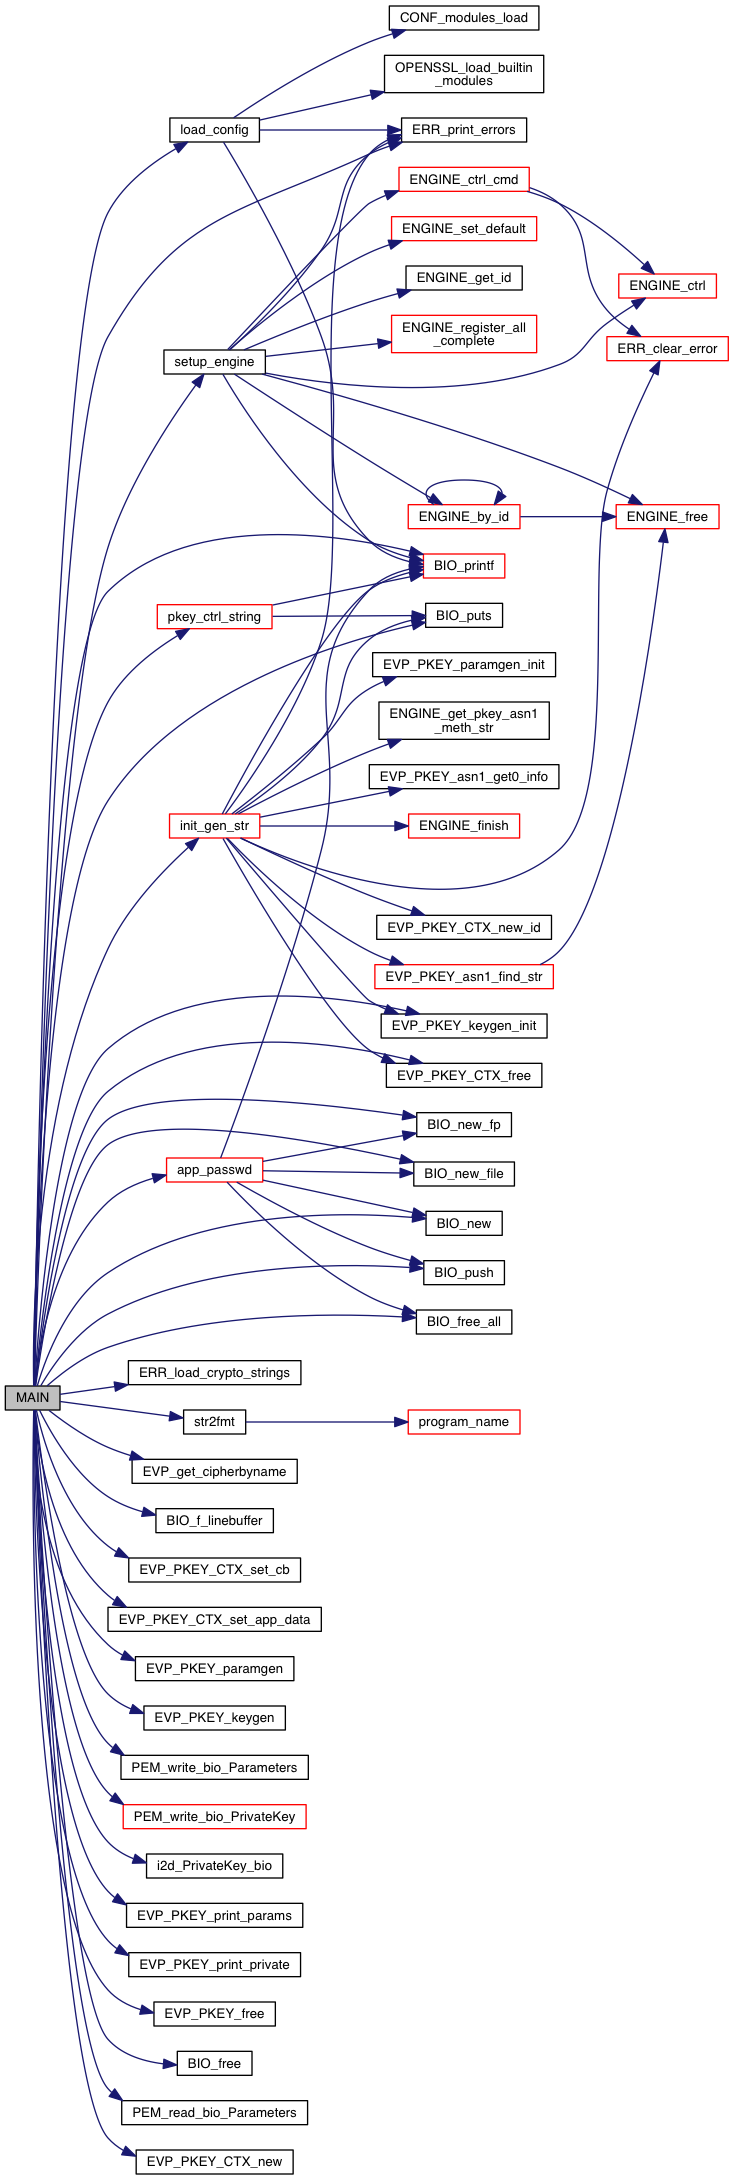 CONF_modules_load
OPENSSL_load_builtin
_modules
load_config
ERR_print_errors
ENGINE_ctrl_cmd
ENGINE_set_default
ENGINE_get_id
ENGINE_ctrl
ENGINE_register_all
_complete
ERR_clear_error
setup_engine
ENGINE_by_id
ENGINE_free
BIO_printf
pkey_ctrl_string
BIO_puts
EVP_PKEY_paramgen_init
ENGINE_get_pkey_asn1
_meth_str
EVP_PKEY_asn1_get0_info
init_gen_str
ENGINE_finish
EVP_PKEY_CTX_new_id
EVP_PKEY_asn1_find_str
EVP_PKEY_keygen_init
EVP_PKEY_CTX_free
BIO_new_fp
app_passwd
BIO_new_file
BIO_new
BIO_push
BIO_free_all
ERR_load_crypto_strings
MAIN
str2fmt
program_name
EVP_get_cipherbyname
BIO_f_linebuffer
EVP_PKEY_CTX_set_cb
EVP_PKEY_CTX_set_app_data
EVP_PKEY_paramgen
EVP_PKEY_keygen
PEM_write_bio_Parameters
PEM_write_bio_PrivateKey
i2d_PrivateKey_bio
EVP_PKEY_print_params
EVP_PKEY_print_private
EVP_PKEY_free
BIO_free
PEM_read_bio_Parameters
EVP_PKEY_CTX_new